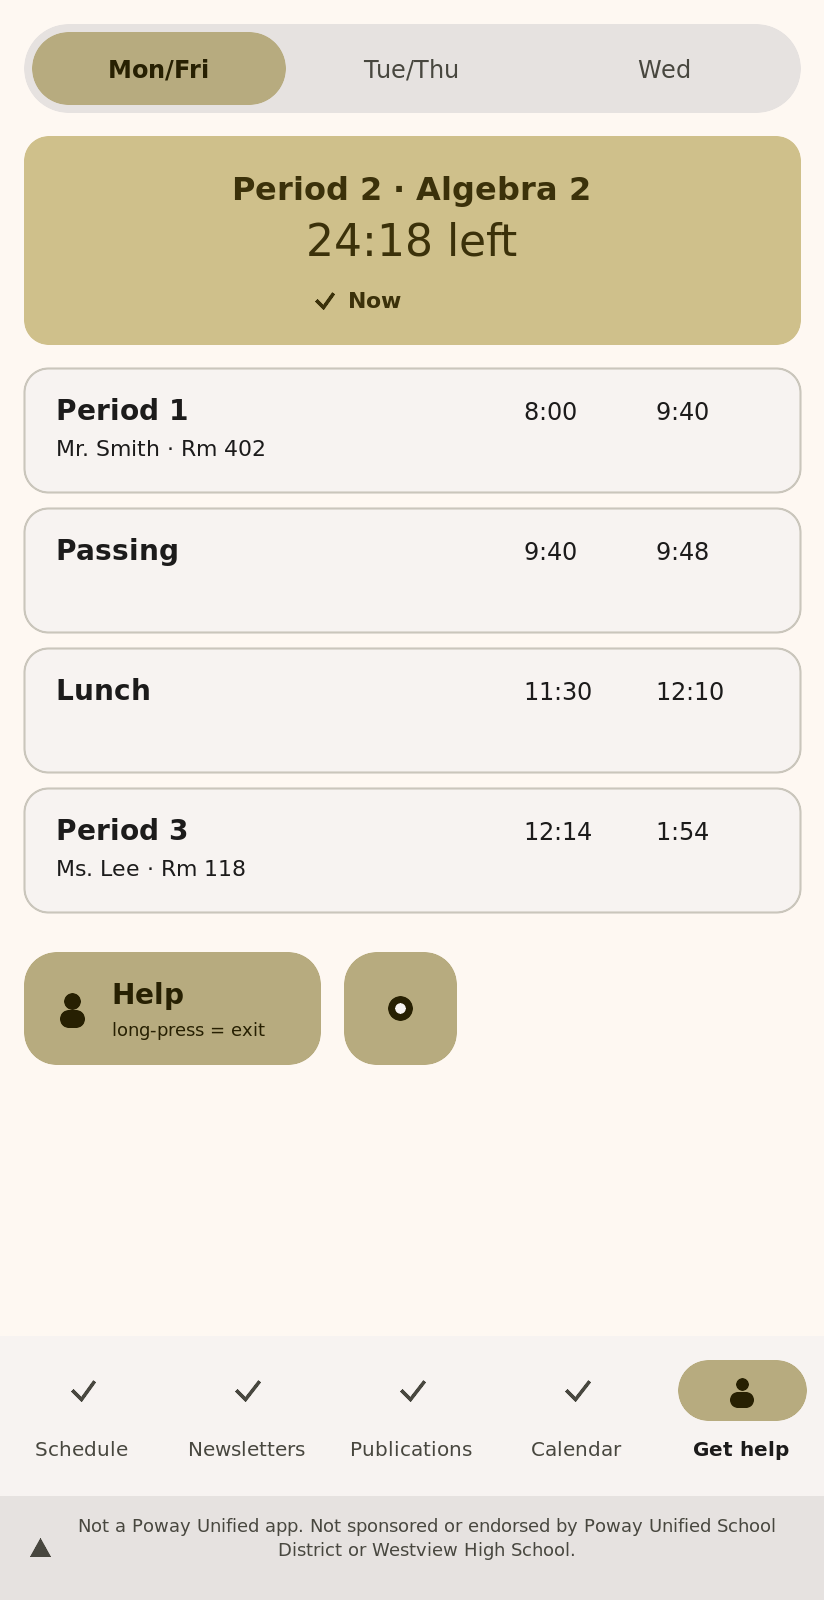 Mon/Fri Tue/Thu Wed
Period 2 · Algebra 2
24:18 left
Now
Period 1 8:00 9:40
Mr. Smith · Rm 402
Passing 9:40 9:48
Lunch 11:30 12:10
Period 3 12:14 1:54
Ms. Lee · Rm 118
Help
long-press = exit
Schedule Newsletters Publications Calendar Get help
Not a Poway Unified app. Not sponsored or endorsed by Poway Unified School
District or Westview High School.